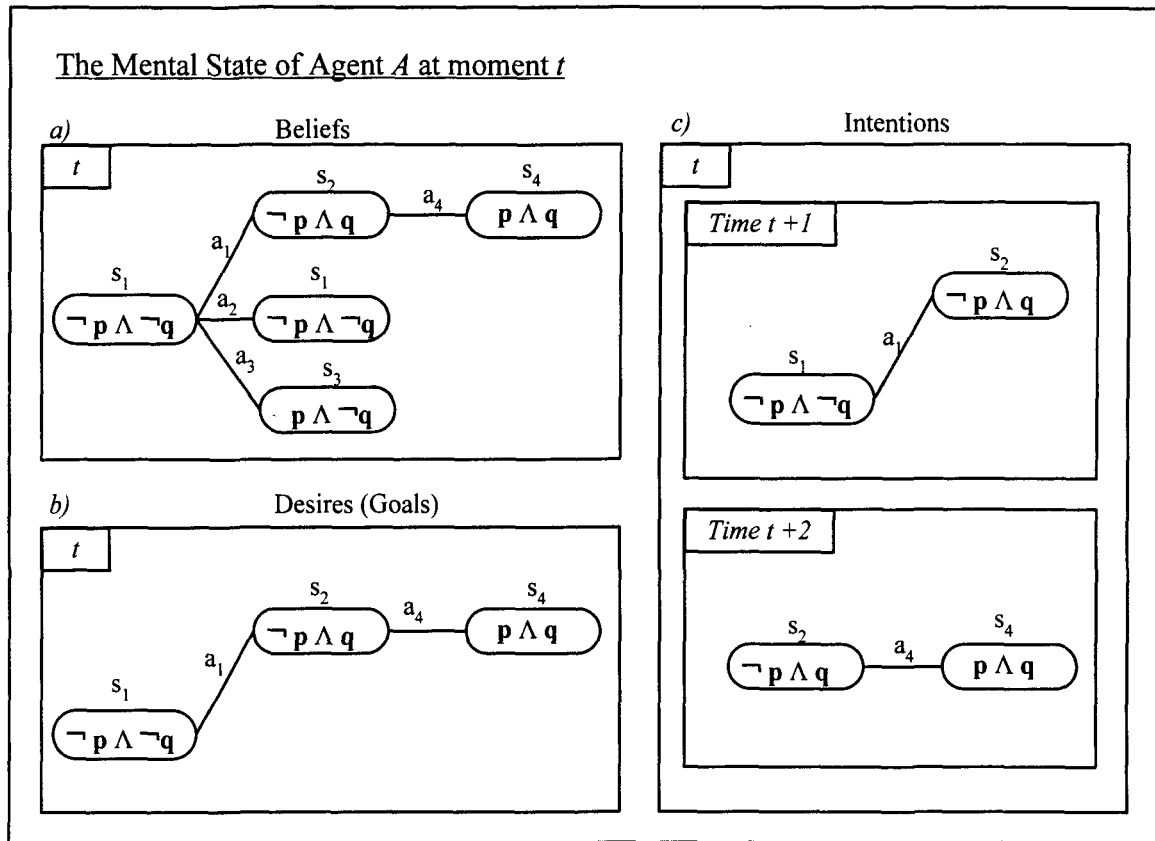 The Mental State of Agent A at moment t
a) Beliefs
t
s2
¬ p Λ q
a4
s4
p Λ q
a1
s1
¬ p Λ ¬q
a2
s1
¬ p Λ ¬q
a3
s3
p Λ ¬q
b) Desires (Goals)
t
s2
¬ p Λ q
a4
s4
p Λ q
a1
s1
¬ p Λ ¬q
c) Intentions
t
Time t +1
s2
¬ p Λ q
a1
s1
¬ p Λ ¬q
Time t +2
s2
¬ p Λ q
a4
s4
p Λ q